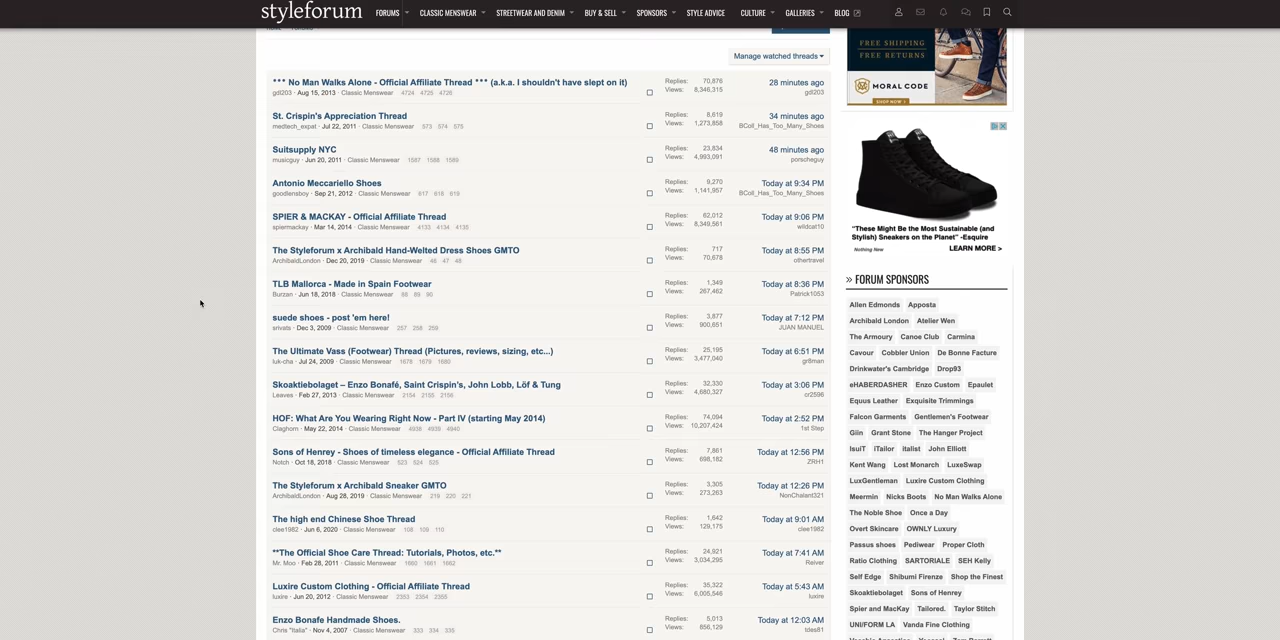 styleforum
FORUMS CLASSIC MENSWEAR STREETWEAR AND DENIM BUY & SELL SPONSORS STYLE ADVICE CULTURE GALLERIES BLOG
Manage watched threads
*** No Man Walks Alone - Official Affiliate Thread *** (a.k.a. I shouldn't have slept on it)
gdl203 · Aug 15, 2013 · Classic Menswear 4724 4725 4726
Replies: 70,876
Views: 8,346,315
28 minutes ago
gdl203
St. Crispin's Appreciation Thread
medtech_expat · Jul 22, 2011 · Classic Menswear 573 574 575
Replies: 8,619
Views: 1,273,858
34 minutes ago
BColl_Has_Too_Many_Shoes
Suitsupply NYC
musicguy · Jun 20, 2011 · Classic Menswear 1587 1588 1589
Replies: 23,834
Views: 4,993,091
48 minutes ago
porscheguy
Antonio Meccariello Shoes
goodlensboy · Sep 21, 2012 · Classic Menswear 617 618 619
Replies: 9,270
Views: 1,141,957
Today at 9:34 PM
BColl_Has_Too_Many_Shoes
SPIER & MACKAY - Official Affiliate Thread
spiermackay · Mar 14, 2014 · Classic Menswear 4133 4134 4135
Replies: 62,012
Views: 8,349,561
Today at 9:06 PM
wildcat10
The Styleforum x Archibald Hand-Welted Dress Shoes GMTO
ArchibaldLondon · Dec 20, 2019 · Classic Menswear 46 47 48
Replies: 717
Views: 70,678
Today at 8:55 PM
othertravel
TLB Mallorca - Made in Spain Footwear
Burzan · Jun 18, 2018 · Classic Menswear 88 89 90
Replies: 1,349
Views: 267,462
Today at 8:36 PM
Patrick1053
suede shoes - post 'em here!
srivats · Dec 3, 2009 · Classic Menswear 257 258 259
Replies: 3,877
Views: 900,651
Today at 7:12 PM
JUAN MANUEL
The Ultimate Vass (Footwear) Thread (Pictures, reviews, sizing, etc...)
luk-cha · Jul 24, 2009 · Classic Menswear 1678 1679 1680
Replies: 25,195
Views: 3,477,040
Today at 6:51 PM
gr8man
Skoaktiebolaget – Enzo Bonafé, Saint Crispin's, John Lobb, Löf & Tung
Leaves · Feb 27, 2013 · Classic Menswear 2154 2155 2156
Replies: 32,330
Views: 4,680,327
Today at 3:06 PM
cr2596
HOF: What Are You Wearing Right Now - Part IV (starting May 2014)
Cleghorn · May 22, 2014 · Classic Menswear 4938 4939 4940
Replies: 74,094
Views: 10,207,424
Today at 2:52 PM
1st Step
Sons of Henrey - Shoes of timeless elegance - Official Affiliate Thread
Notch · Oct 18, 2018 · Classic Menswear 523 524 525
Replies: 7,861
Views: 698,182
Today at 12:56 PM
ZRH1
The Styleforum x Archibald Sneaker GMTO
ArchibaldLondon · Aug 28, 2019 · Classic Menswear 219 220 221
Replies: 3,305
Views: 273,263
Today at 12:26 PM
NonChalant321
The high end Chinese Shoe Thread
clee1982 · Jun 6, 2020 · Classic Menswear 108 109 110
Replies: 1,642
Views: 129,175
Today at 9:01 AM
clee1982
**The Official Shoe Care Thread: Tutorials, Photos, etc.**
Mr. Moo · Feb 28, 2011 · Classic Menswear 1660 1661 1662
Replies: 24,921
Views: 3,034,295
Today at 7:41 AM
Reiver
Luxire Custom Clothing - Official Affiliate Thread
luxire · Jun 20, 2012 · Classic Menswear 2353 2354 2355
Replies: 35,322
Views: 6,005,546
Today at 5:43 AM
luxire
Enzo Bonafe Handmade Shoes.
Chris "Italia" · Nov 4, 2007 · Classic Menswear 333 334 335
Replies: 5,013
Views: 856,129
Today at 12:03 AM
tdes81
FREE SHIPPING
FREE RETURNS
MORAL CODE
SHOP NOW >
"These Might Be the Most Sustainable (and
Stylish) Sneakers on the Planet" -Esquire
Nothing New LEARN MORE >
» FORUM SPONSORS
Allen Edmonds Apposta
Archibald London Atelier Wen
The Armoury Canoe Club Carmina
Cavour Cobbler Union De Bonne Facture
Drinkwater's Cambridge Drop93
eHABERDASHER Enzo Custom Epaulet
Equus Leather Exquisite Trimmings
Falcon Garments Gentlemen's Footwear
Giin Grant Stone The Hanger Project
IsuiT iTailor italist John Elliott
Kent Wang Lost Monarch LuxeSwap
LuxGentleman Luxire Custom Clothing
Meermin Nicks Boots No Man Walks Alone
The Noble Shoe Once a Day
Overt Skincare OWNLY Luxury
Passus shoes Pediwear Proper Cloth
Ratio Clothing SARTORIALE SEH Kelly
Self Edge Shibumi Firenze Shop the Finest
Skoaktiebolaget Sons of Henrey
Spier and MacKay Tailored. Taylor Stitch
UNI/FORM LA Vanda Fine Clothing